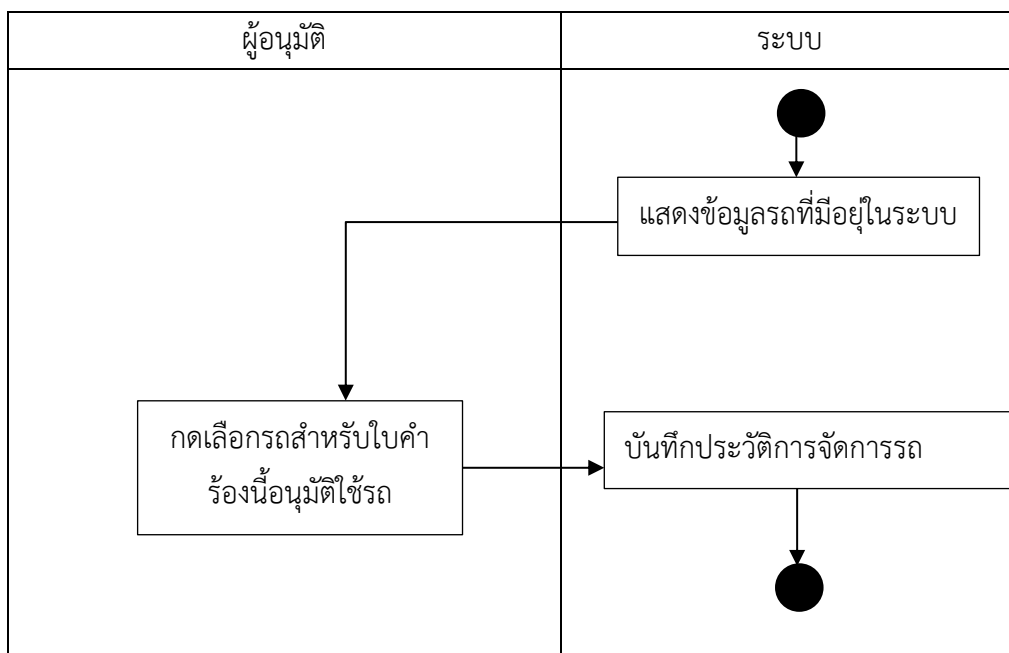 ผู้อนุมัติ
ระบบ
แสดงข้อมูลรถที่มีอยุ่ในระบบ
กดเลือกรถสำหรับใบคำ
ร้องนี้อนุมัติใช้รถ
บันทึกประวัติการจัดการรถ